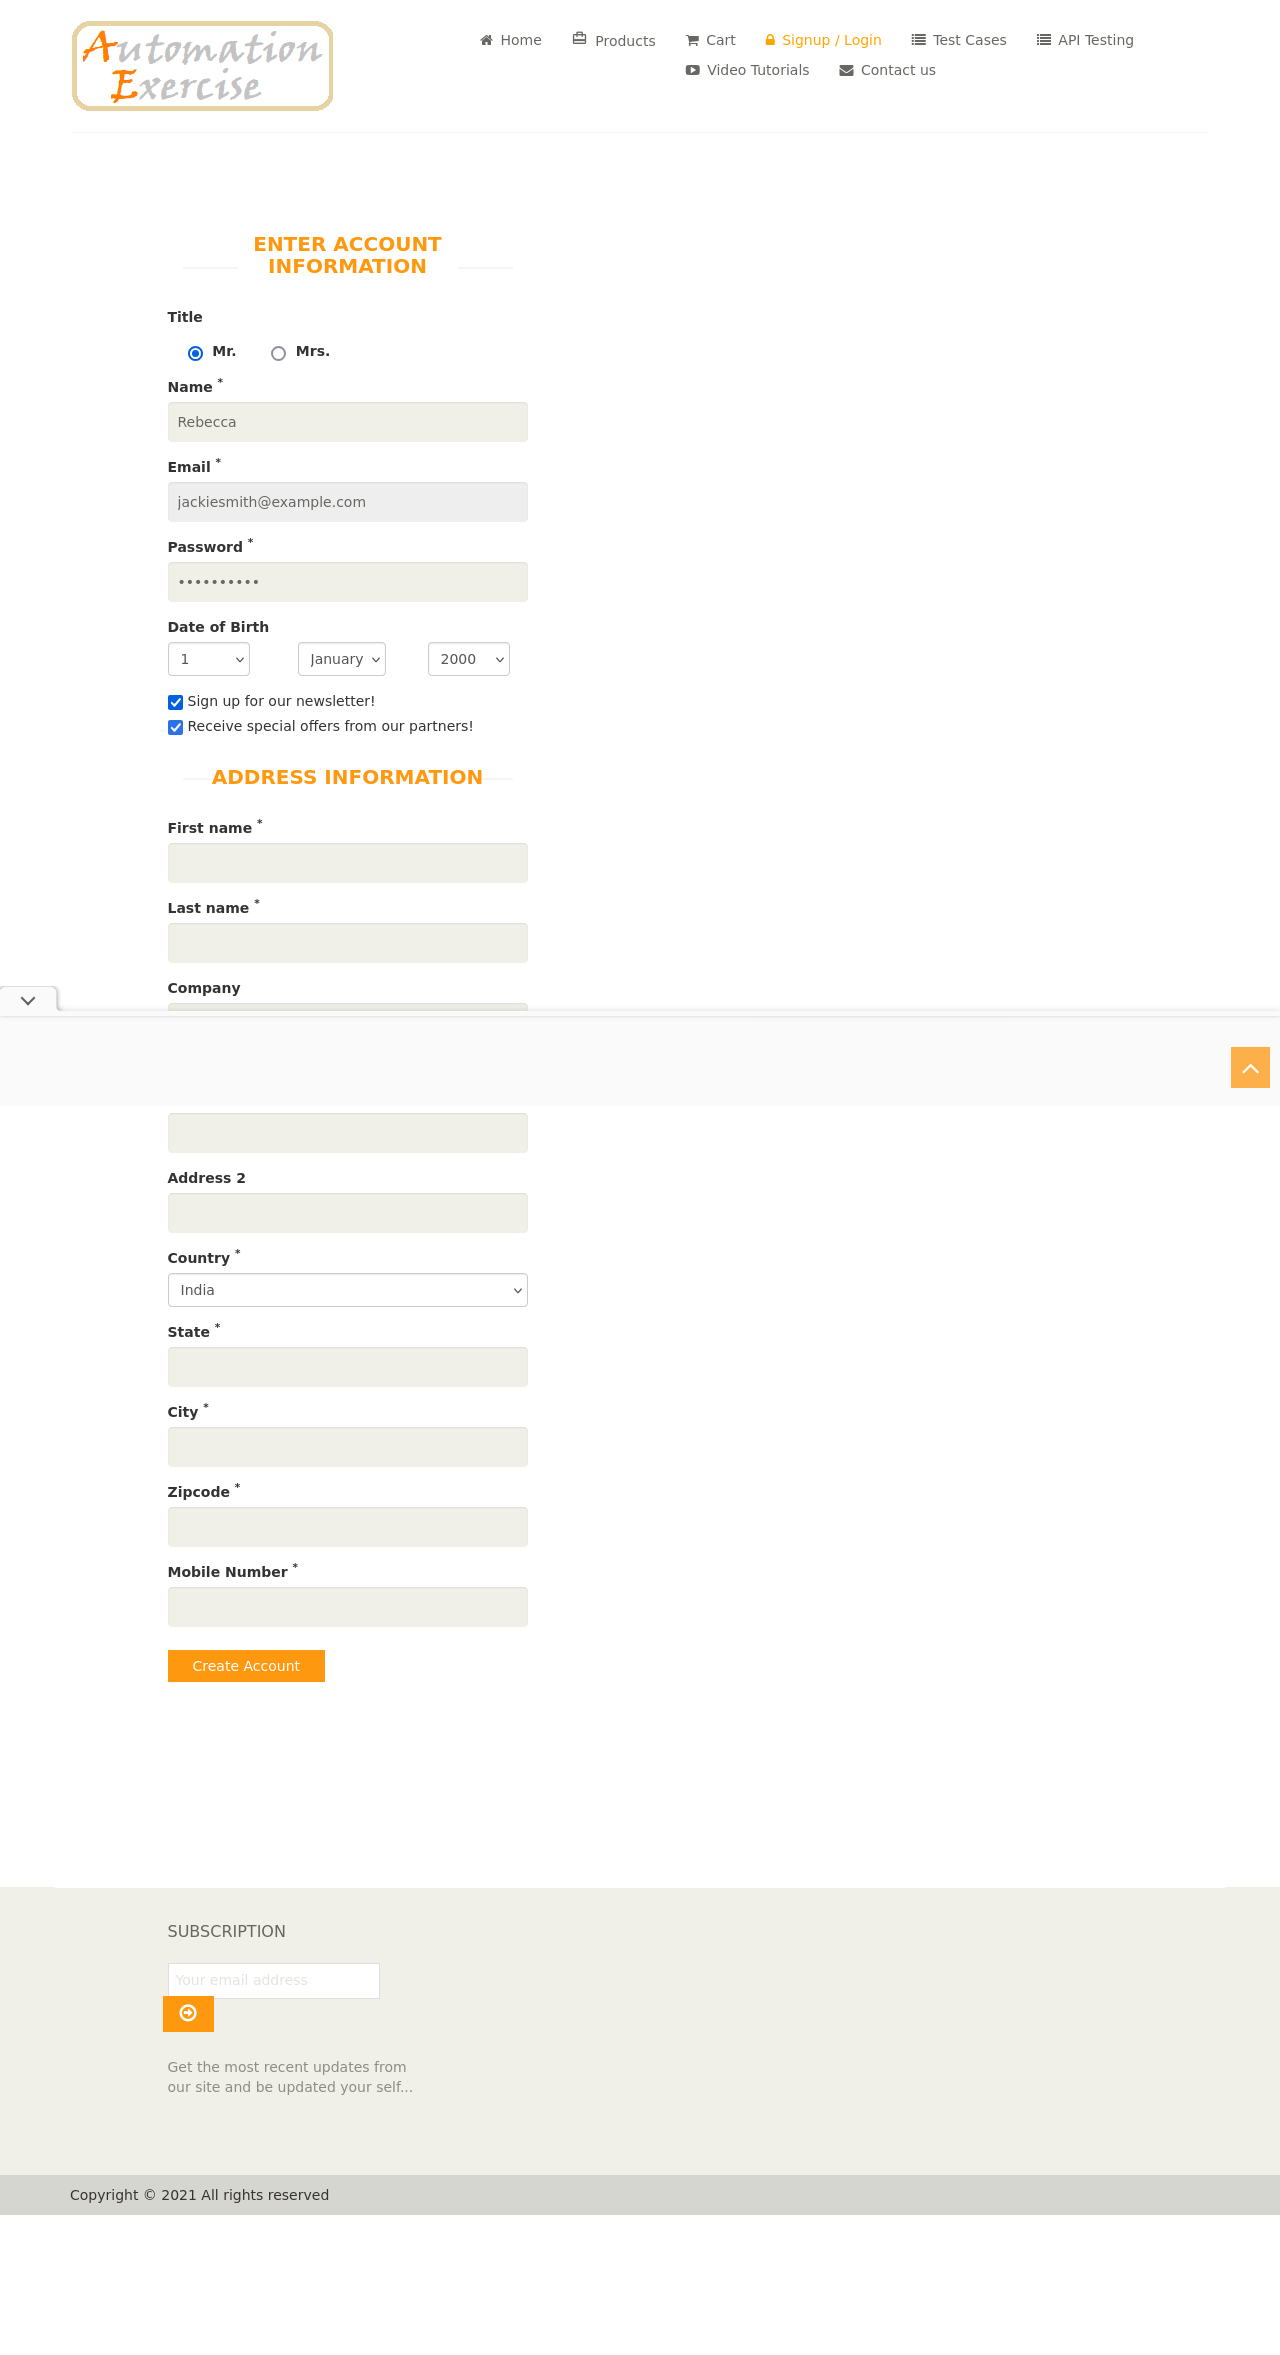 Automation
Exercise
Home
Products
Cart
Signup / Login
Test Cases
API Testing
Video Tutorials
Contact us
ENTER ACCOUNT
INFORMATION
Title
Mr.
Mrs.
Name *
Rebecca
Email *
jackiesmith@example.com
Password *
••••••••••
Date of Birth
1
January
2000
Sign up for our newsletter!
Receive special offers from our partners!
ADDRESS INFORMATION
First name *
Last name *
Company
Address 2
Country *
India
State *
City *
Zipcode *
Mobile Number *
Create Account
SUBSCRIPTION
Your email address
Get the most recent updates from
our site and be updated your self...
Copyright © 2021 All rights reserved